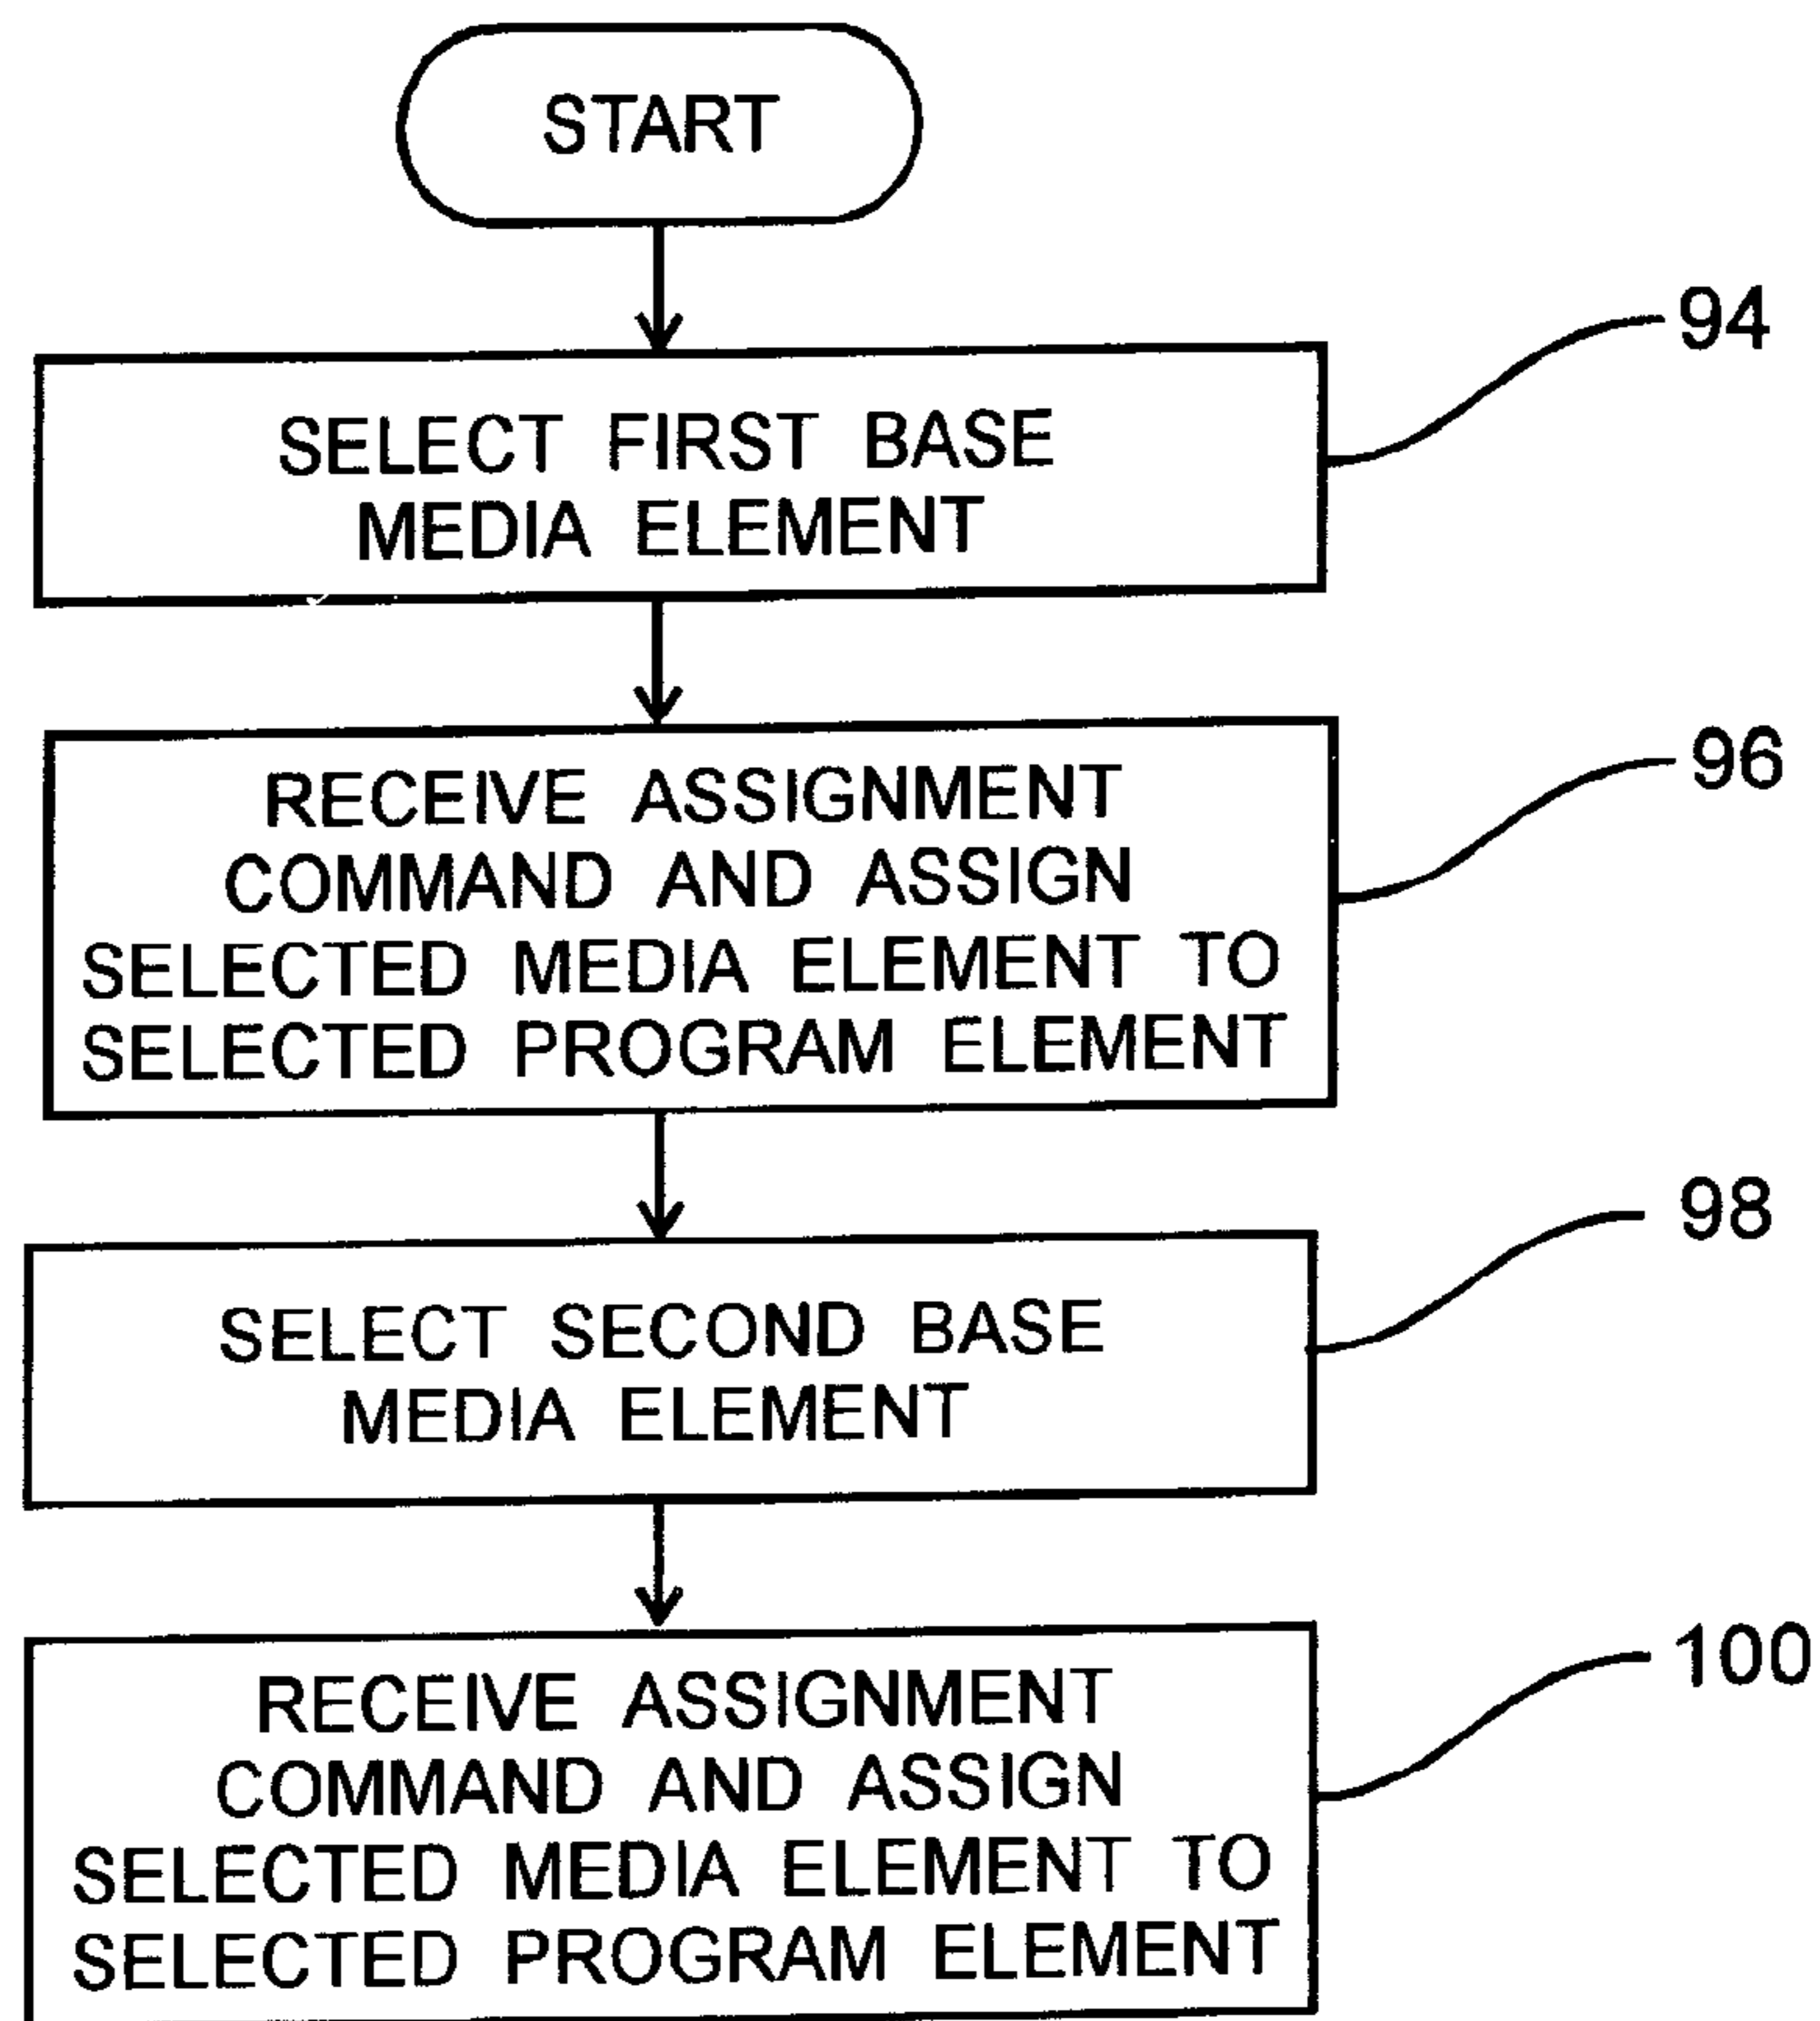 START
94
SELECT FIRST BASE
MEDIA ELEMENT
96
RECEIVE ASSIGNMENT
COMMAND AND ASSIGN
SELECTED MEDIA ELEMENT TO
SELECTED PROGRAM ELEMENT
98
SELECT SECOND BASE
MEDIA ELEMENT
100
RECEIVE ASSIGNMENT
COMMAND AND ASSIGN
SELECTED MEDIA ELEMENT TO
SELECTED PROGRAM ELEMENT